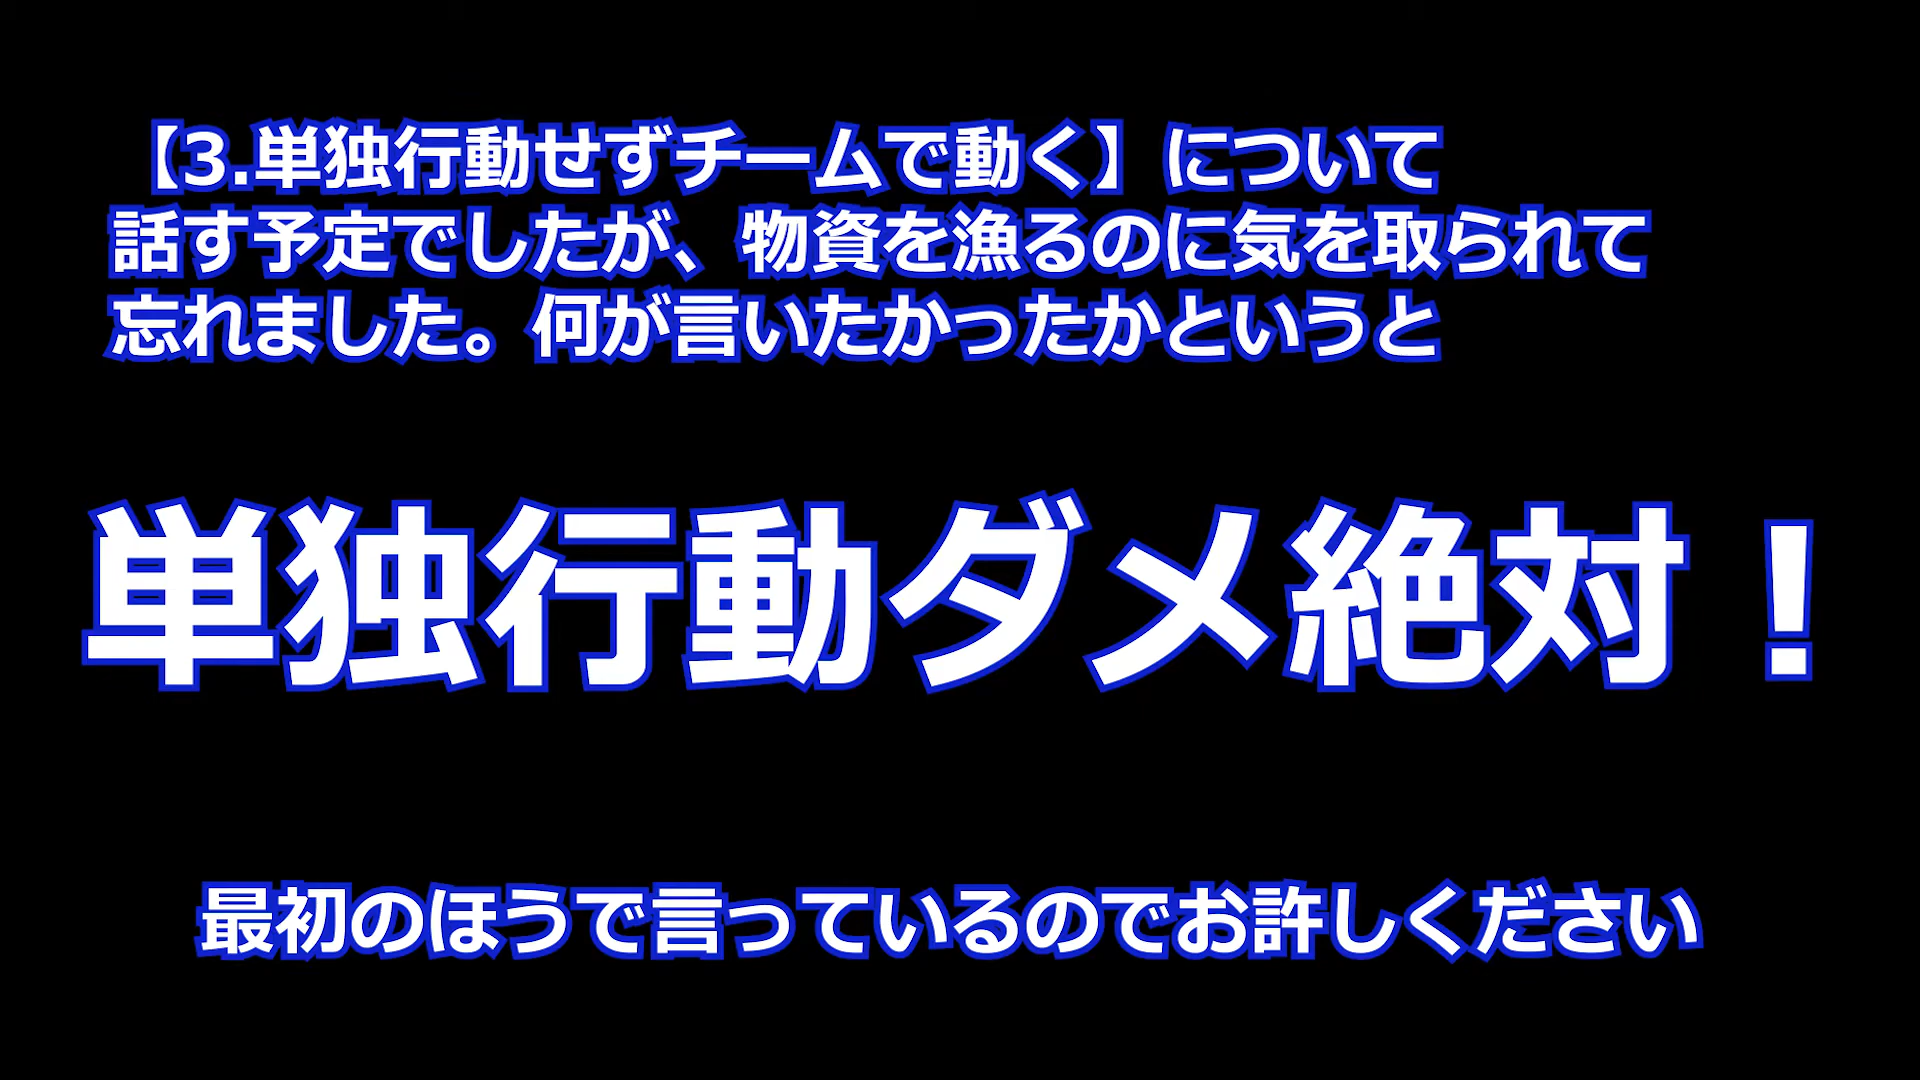 【3.単独行動せずチームで動く】について
話す予定でしたが、物資を漁るのに気を取られて
忘れました。何が言いたかったかというと
単独行動ダメ絶対！
最初のほうで言っているのでお許しください